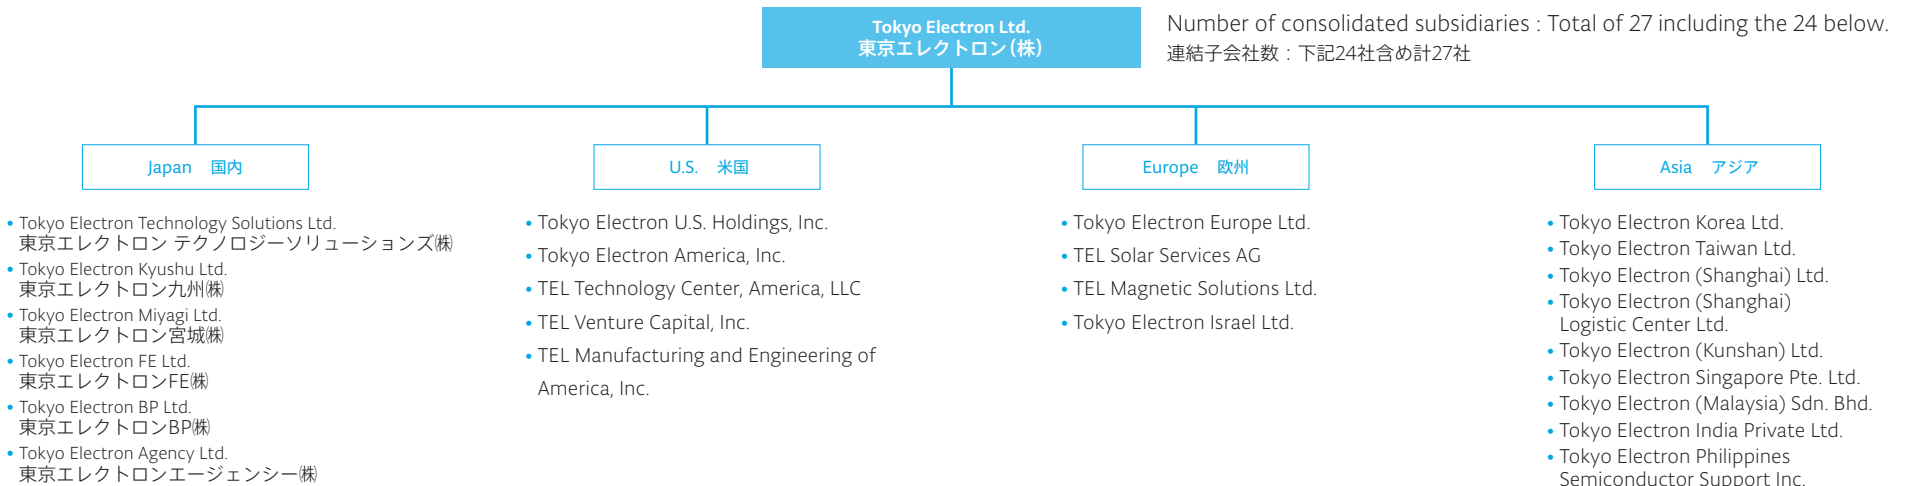 Tokyo Electron Ltd.
東京エレクトロン(株)
Number of consolidated subsidiaries : Total of 27 including the 24 below.
連結子会社数：下記24社含め計27社
Japan 国内
• Tokyo Electron Technology Solutions Ltd.
東京エレクトロン テクノロジーソリューションズ㈱
• Tokyo Electron Kyushu Ltd.
東京エレクトロン九州㈱
• Tokyo Electron Miyagi Ltd.
東京エレクトロン宮城㈱
• Tokyo Electron FE Ltd.
東京エレクトロンFE㈱
• Tokyo Electron BP Ltd.
東京エレクトロンBP㈱
• Tokyo Electron Agency Ltd.
東京エレクトロンエージェンシー㈱
U.S. 米国
• Tokyo Electron U.S. Holdings, Inc.
• Tokyo Electron America, Inc.
• TEL Technology Center, America, LLC
• TEL Venture Capital, Inc.
• TEL Manufacturing and Engineering of
America, Inc.
Europe 欧州
• Tokyo Electron Europe Ltd.
• TEL Solar Services AG
• TEL Magnetic Solutions Ltd.
• Tokyo Electron Israel Ltd.
Asia アジア
• Tokyo Electron Korea Ltd.
• Tokyo Electron Taiwan Ltd.
• Tokyo Electron (Shanghai) Ltd.
• Tokyo Electron (Shanghai)
Logistic Center Ltd.
• Tokyo Electron (Kunshan) Ltd.
• Tokyo Electron Singapore Pte. Ltd.
• Tokyo Electron (Malaysia) Sdn. Bhd.
• Tokyo Electron India Private Ltd.
• Tokyo Electron Philippines
Semiconductor Support Inc.